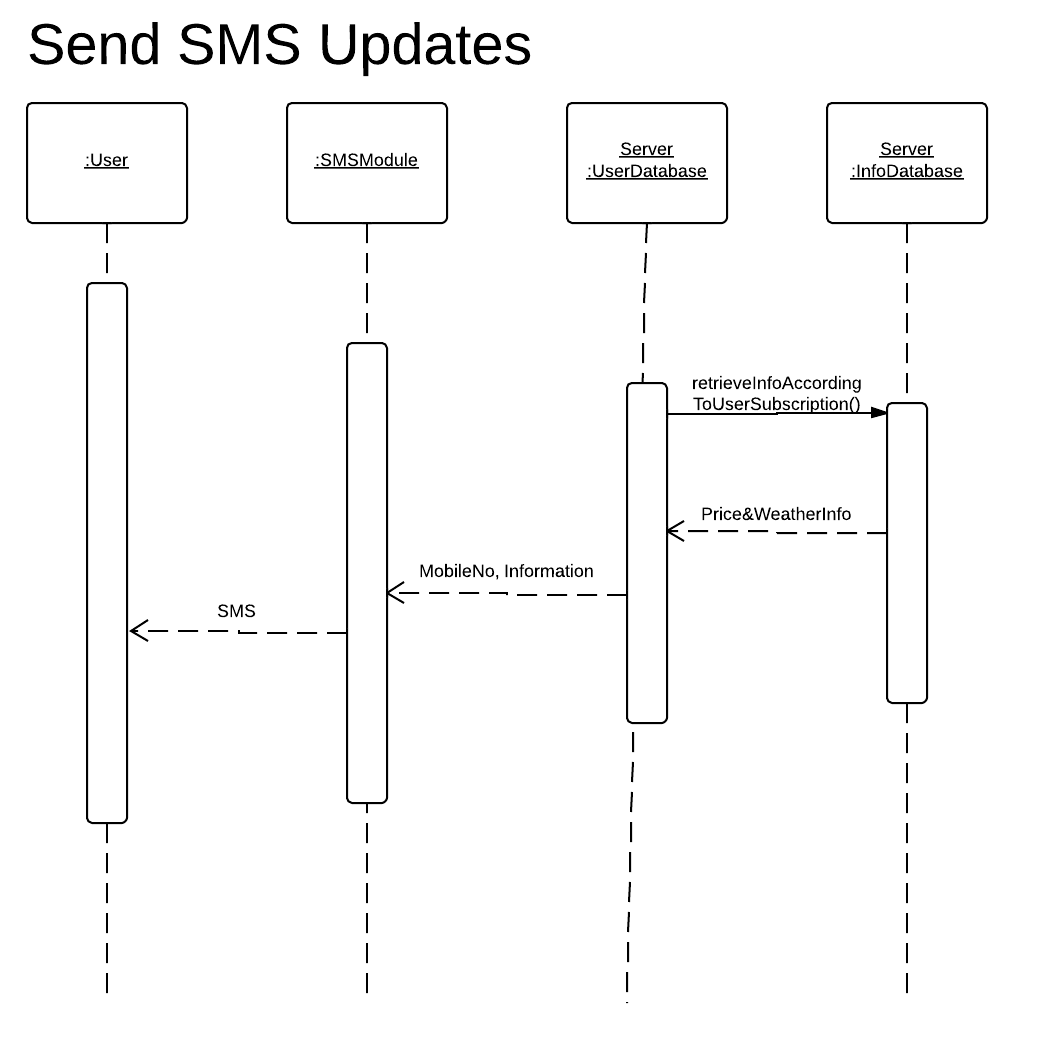 Send SMS Updates
:User
:SMSModule
Server
:UserDatabase
Server
:InfoDatabase
retrieveInfoAccording
ToUserSubscription()
Price&WeatherInfo
MobileNo, Information
SMS